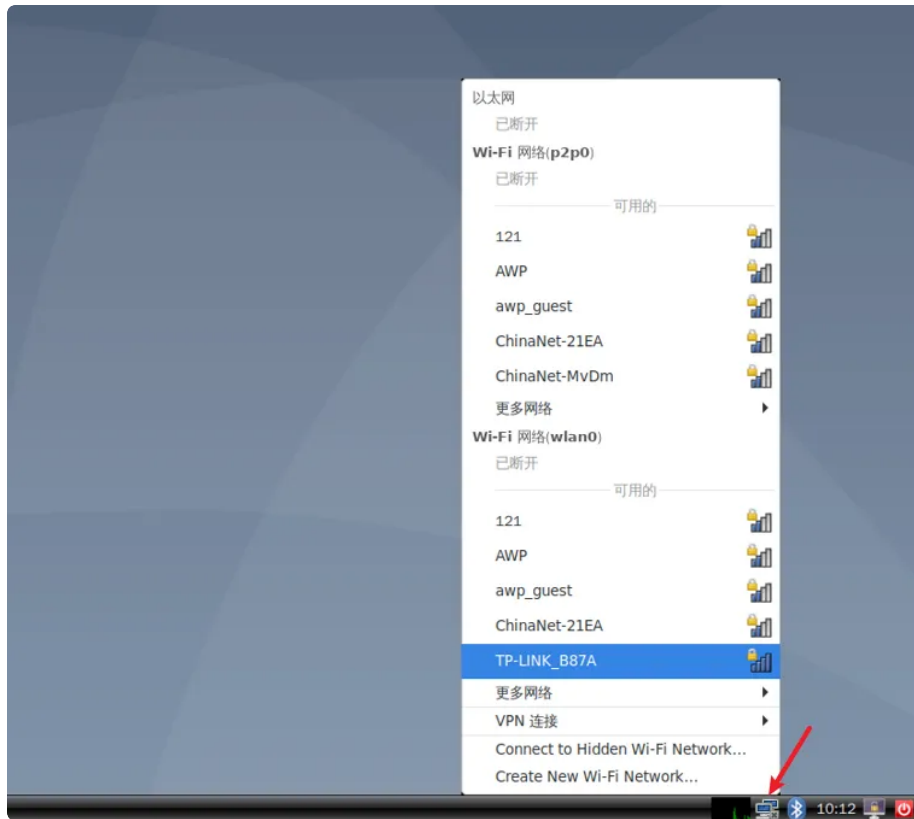 以太网
已断开
Wi-Fi 网络(p2p0)
已断开
可用的
121
AWP
awp_guest
ChinaNet-21EA
ChinaNet-MvDm
更多网络
Wi-Fi 网络(wlan0)
已断开
可用的
121
AWP
awp_guest
ChinaNet-21EA
TP-LINK_B87A
更多网络
VPN 连接
Connect to Hidden Wi-Fi Network...
Create New Wi-Fi Network...
10:12